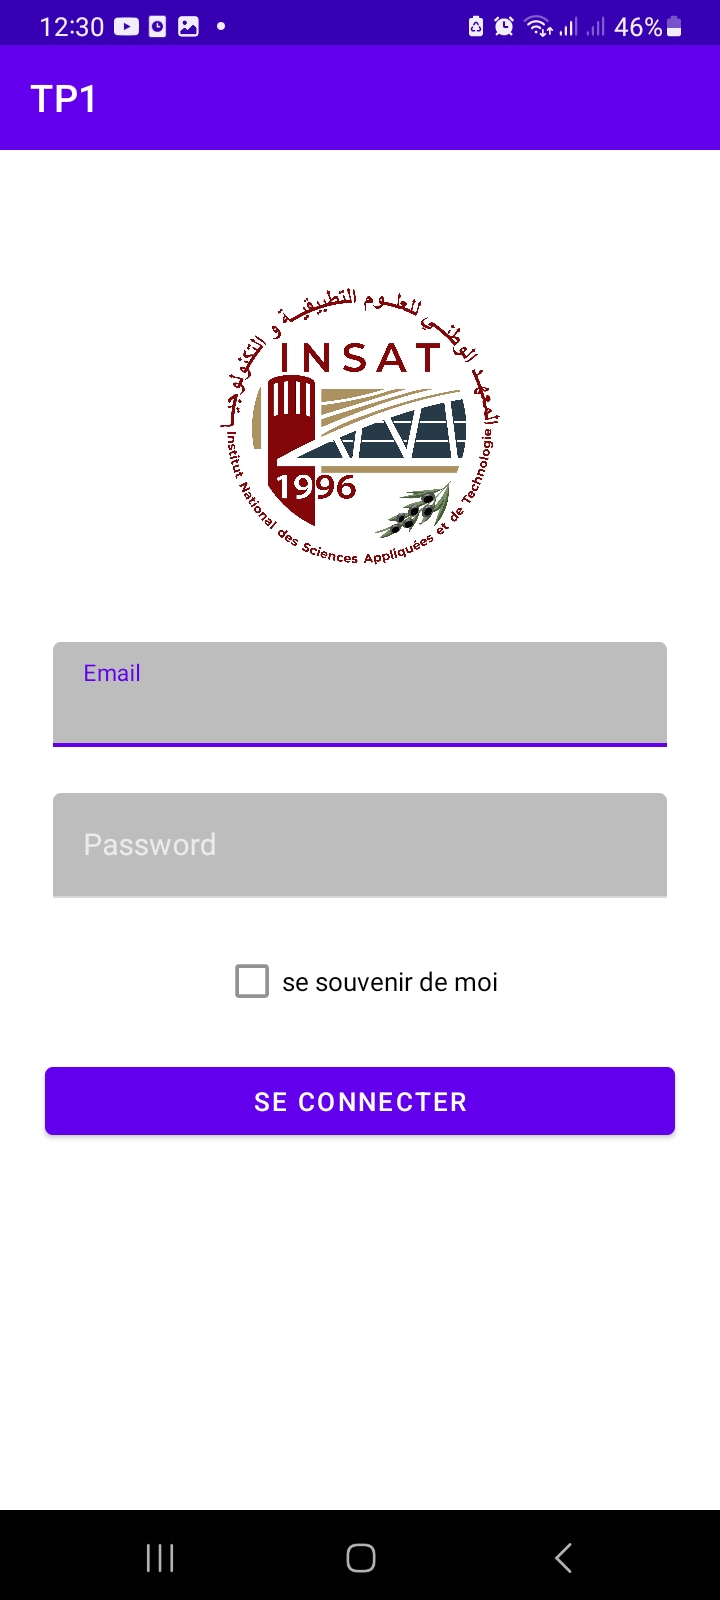 12:30
46%
TP1
المعهد الوطني للعلوم التطبيقية و التكنولوجيا
INSAT
1996
Institut National des Sciences Appliquées et de Technologie
Email
Password
se souvenir de moi
SE CONNECTER